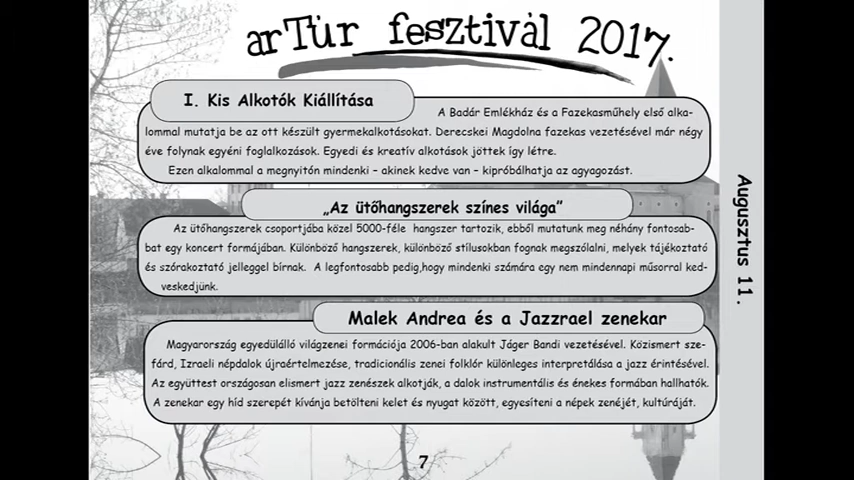 arTúr fesztivál 2017.
I. Kis Alkotók Kiállítása
A Badár Emlékház és a Fazekasműhely első alka-
lommal mutatja be az ott készült gyermekalkotásokat. Derecskei Magdolna fazekas vezetésével már négy
éve folynak egyéni foglalkozások. Egyedi és kreatív alkotások jöttek így létre.
Ezen alkalommal a megnyitón mindenki – akinek kedve van – kipróbálhatja az agyagozást.
„Az ütőhangszerek színes világa”
Az ütőhangszerek csoportjába közel 5000-féle hangszer tartozik, ebből mutatunk meg néhány fontosab-
bat egy koncert formájában. Különböző hangszerek, különböző stílusokban fognak megszólalni, melyek tájékoztató
és szórakoztató jelleggel bírnak. A legfontosabb pedig,hogy mindenki számára egy nem mindennapi műsorral ked-
veskedjünk.
Malek Andrea és a Jazzrael zenekar
Magyarország egyedülálló világzenei formációja 2006-ban alakult Jáger Bandi vezetésével. Közismert sze-
fárd, Izraeli népdalok újraértelmezése, tradicionális zenei folklór különleges interpretálása a jazz érintésével.
Az együttest országosan elismert jazz zenészek alkotják, a dalok instrumentális és énekes formában hallhatók.
A zenekar egy híd szerepét kívánja betölteni kelet és nyugat között, egyesíteni a népek zenéjét, kultúráját.
Augusztus 11.
7